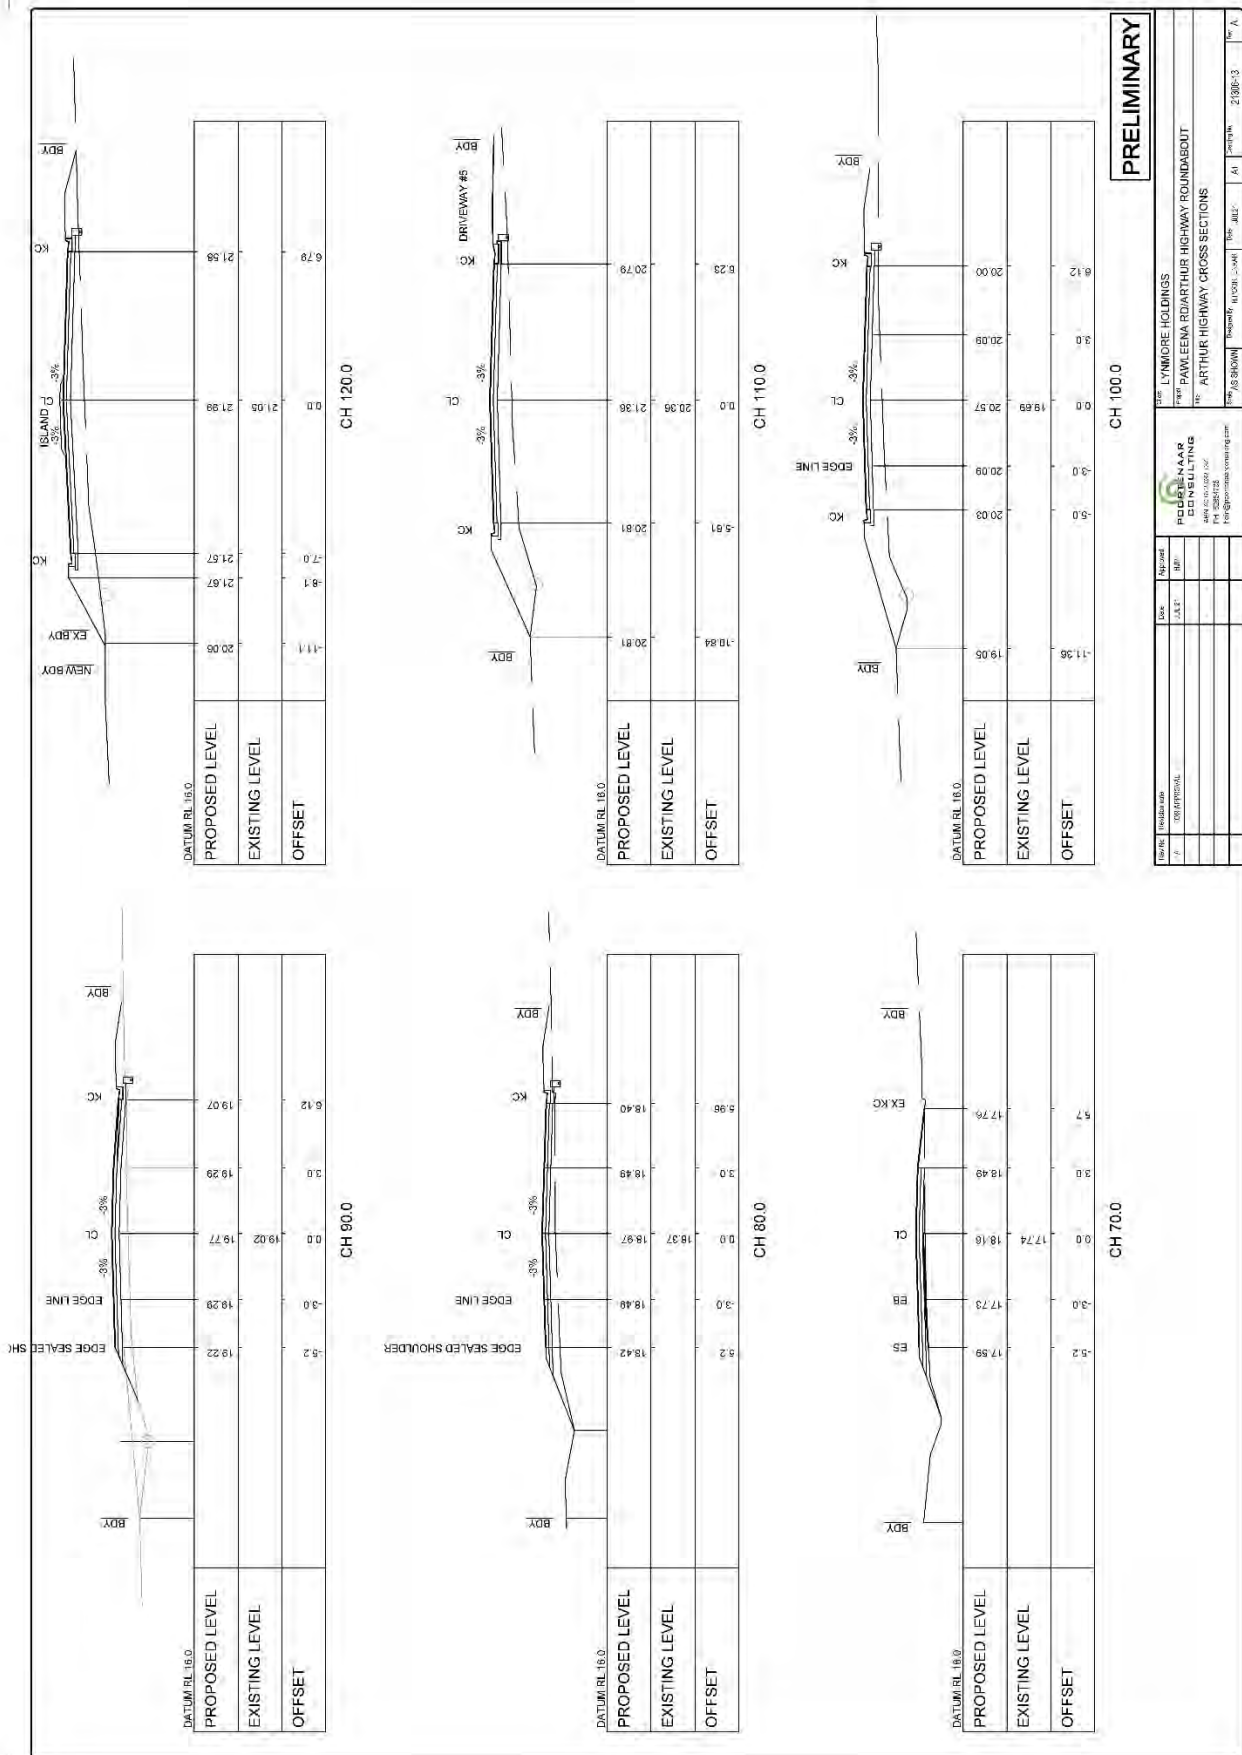 DATUM RL 16.0
PROPOSED LEVEL
EXISTING LEVEL
OFFSET
BDY
EDGE SEALED SHO
EDGE LINE
CL
KC
BDY
-3% -3%
19.22 19.29 19.77 19.29 19.07
19.02
-5.2 -3.0 0.0 3.0 6.12
CH 90.0
DATUM RL 16.0
PROPOSED LEVEL
EXISTING LEVEL
OFFSET
BDY
EDGE SEALED SHOULDER
EDGE LINE
CL
KC
BDY
-3% -3%
18.42 18.49 18.97 18.49 18.40
18.37
5.2 -3.0 0.0 3.0 5.96
CH 80.0
DATUM RL 16.0
PROPOSED LEVEL
EXISTING LEVEL
OFFSET
BDY
ES
EB
CL
EX KC
BDY
17.59 17.73 18.16 18.49 17.76
17.74
-5.2 -3.0 0.0 3.0 5.7
CH 70.0
DATUM RL 16.0
PROPOSED LEVEL
EXISTING LEVEL
OFFSET
NEW BDY
EX.BDY
KC
ISLAND
CL
KC
BDY
-3% -3%
20.06 21.67 21.57 21.99 21.58
21.05
-11.1 -8.1 -7.0 0.0 6.79
CH 120.0
DATUM RL 16.0
PROPOSED LEVEL
EXISTING LEVEL
OFFSET
BDY
KC
CL
KC
DRIVEWAY #5
BDY
-3% -3%
20.81 20.81 21.36 20.79
20.36
-10.84 -5.61 0.0 6.23
CH 110.0
DATUM RL 16.0
PROPOSED LEVEL
EXISTING LEVEL
OFFSET
BDY
KC
EDGE LINE
CL
KC
BDY
-3% -3%
19.05 20.03 20.09 20.57 20.09 20.00
19.69
-11.36 -5.0 -3.0 0.0 3.0 6.12
CH 100.0
PRELIMINARY
Date
Approved
POORTENAAR
CONSULTING
LYNMORE HOLDINGS
PAWLEENA RD/ARTHUR HIGHWAY ROUNDABOUT
ARTHUR HIGHWAY CROSS SECTIONS
AS SHOWN
A1
21306-13
A